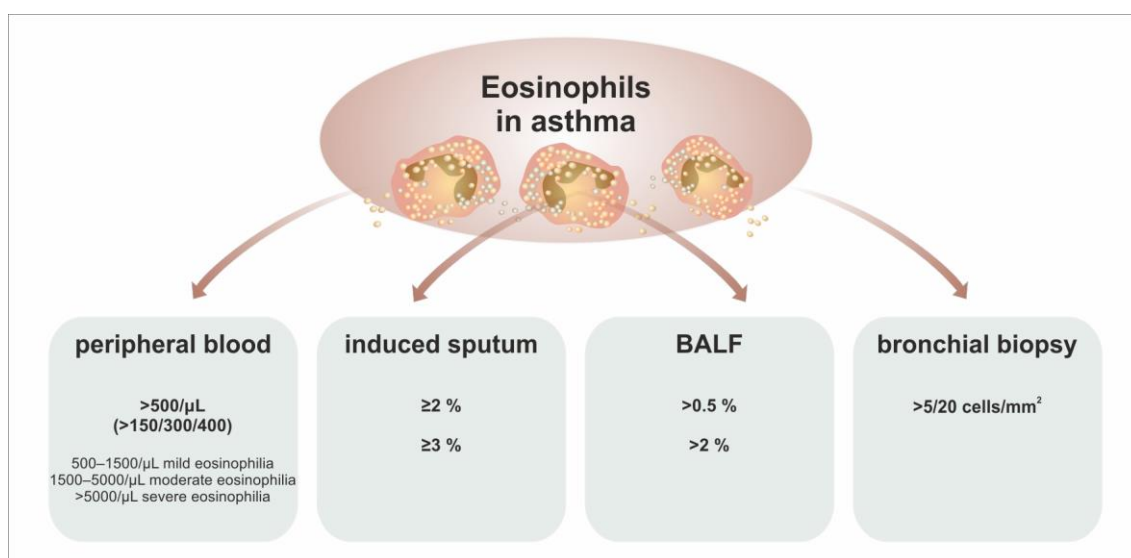 Eosinophils
in asthma
peripheral blood
>500/µL
(>150/300/400)
500–1500/µL mild eosinophilia
1500–5000/µL moderate eosinophilia
>5000/µL severe eosinophilia
induced sputum
≥2 %
≥3 %
BALF
>0.5 %
>2 %
bronchial biopsy
>5/20 cells/mm²